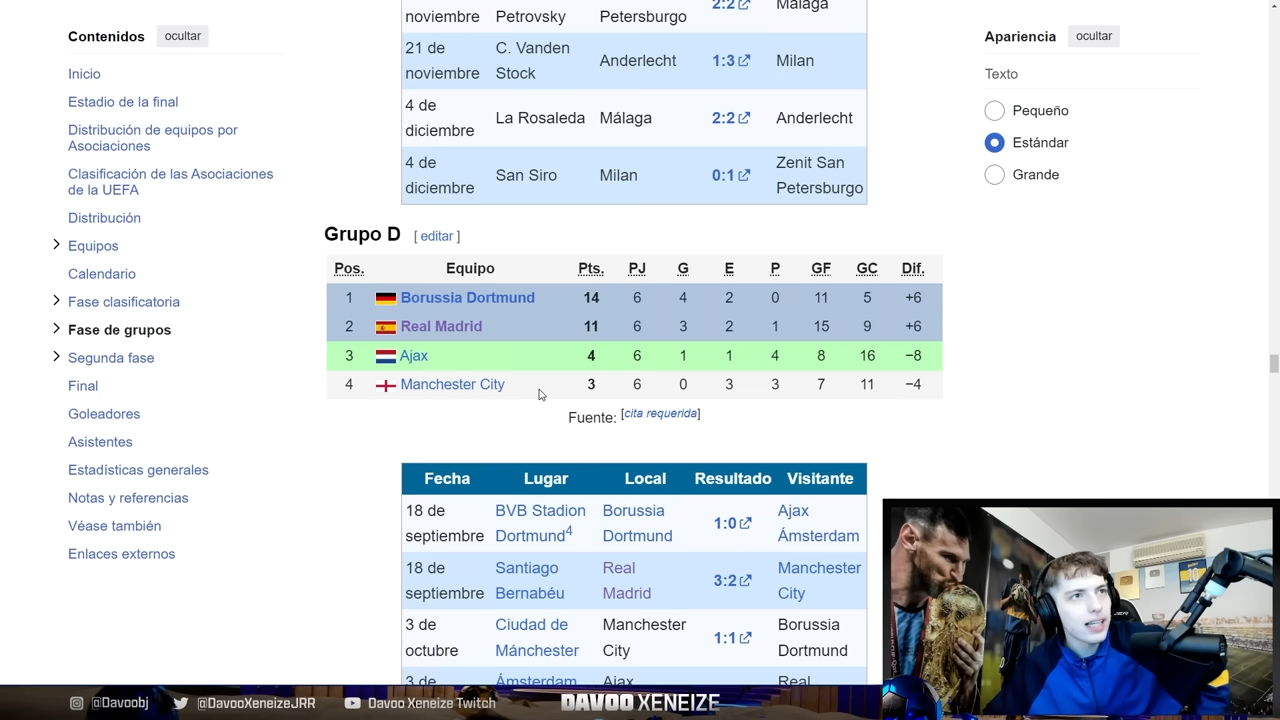 Contenidos ocultar
Inicio
Estadio de la final
Distribución de equipos por
Asociaciones
Clasificación de las Asociaciones
de la UEFA
Distribución
Equipos
Calendario
Fase clasificatoria
Fase de grupos
Segunda fase
Final
Goleadores
Asistentes
Estadísticas generales
Notas y referencias
Véase también
Enlaces externos
noviembre Petrovsky Petersburgo 2:2 Málaga
21 de
noviembre C. Vanden
Stock Anderlecht 1:3 Milan
4 de
diciembre La Rosaleda Málaga 2:2 Anderlecht
4 de
diciembre San Siro Milan 0:1 Zenit San
Petersburgo
Grupo D [ editar ]
Pos. Equipo Pts. PJ G E P GF GC Dif.
1 Borussia Dortmund 14 6 4 2 0 11 5 +6
2 Real Madrid 11 6 3 2 1 15 9 +6
3 Ajax 4 6 1 1 4 8 16 −8
4 Manchester City 3 6 0 3 3 7 11 −4
Fuente: [cita requerida]
Fecha Lugar Local Resultado Visitante
18 de
septiembre BVB Stadion
Dortmund4 Borussia
Dortmund 1:0 Ajax
Ámsterdam
18 de
septiembre Santiago
Bernabéu Real
Madrid 3:2 Manchester
City
3 de
octubre Ciudad de
Mánchester Manchester
City 1:1 Borussia
Dortmund
3 de Ámsterdam Ajax Real
Apariencia ocultar
Texto
Pequeño
Estándar
Grande
@Davoobj @DavooXeneizeJRR Davoo Xeneize Twitch DAVOO XENEIZE